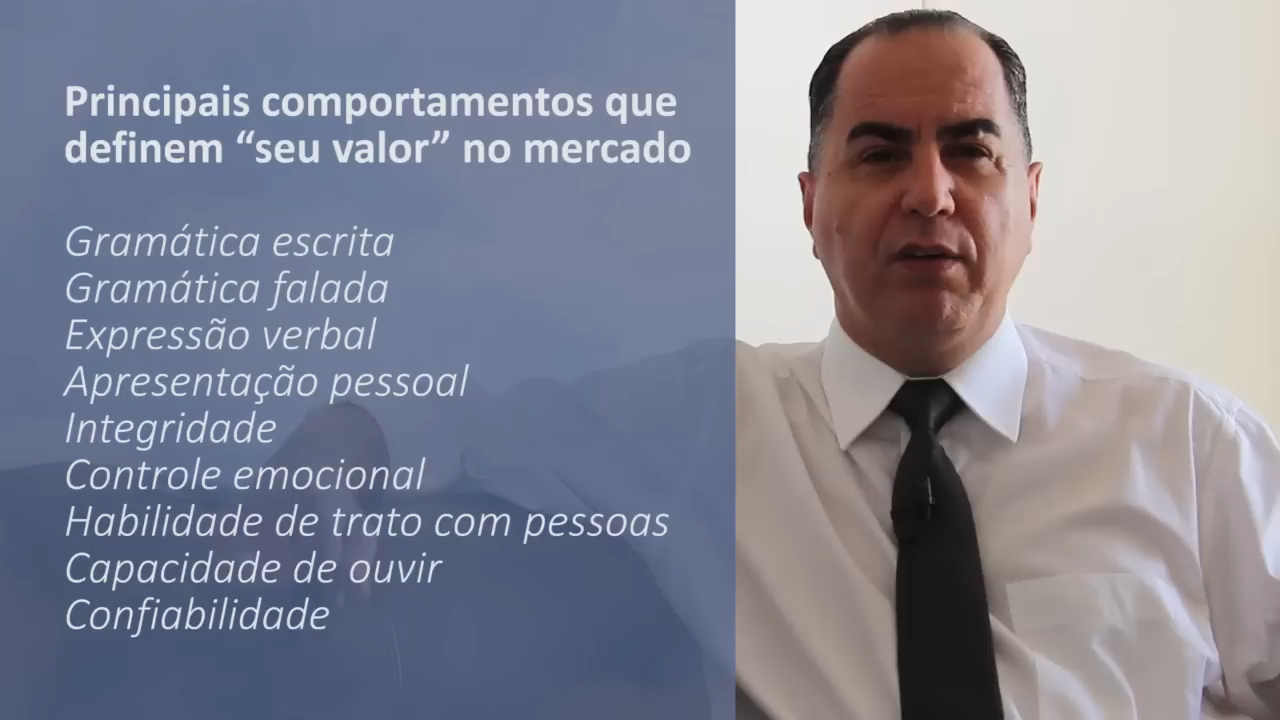 Principais comportamentos que
definem “seu valor” no mercado
Gramática escrita
Gramática falada
Expressão verbal
Apresentação pessoal
Integridade
Controle emocional
Habilidade de trato com pessoas
Capacidade de ouvir
Confiabilidade